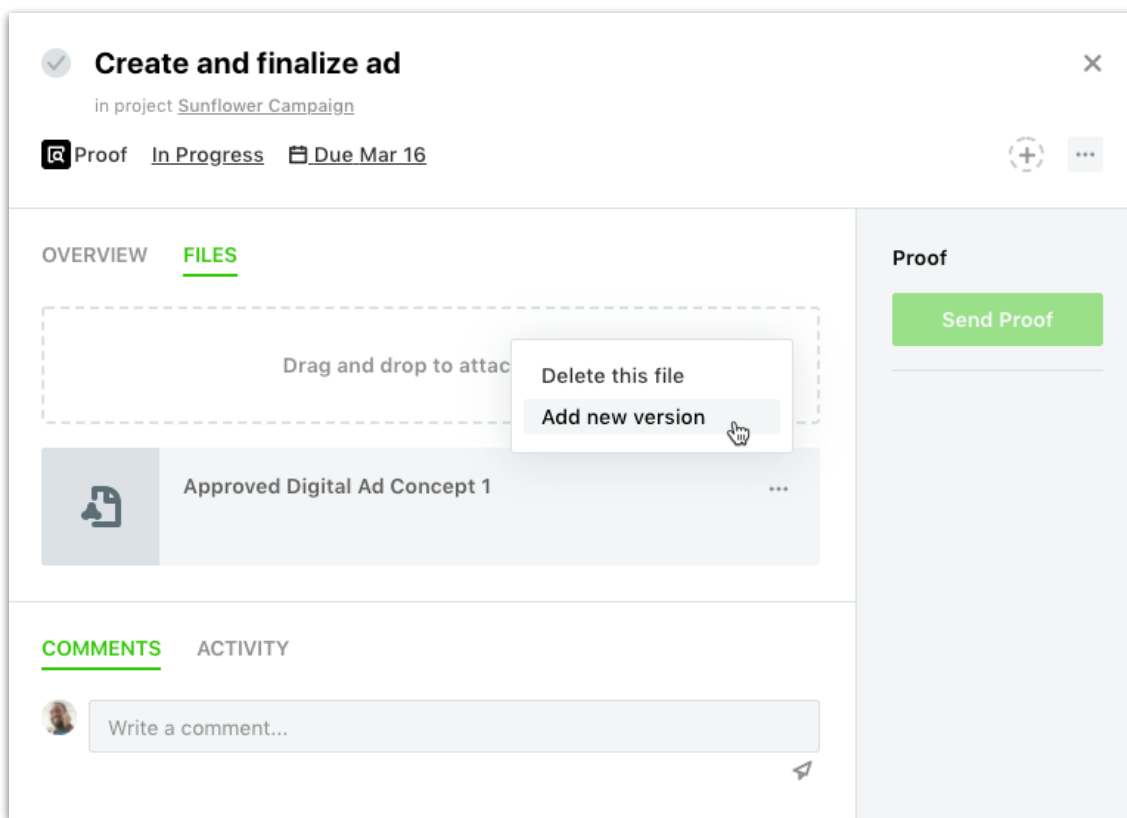 Create and finalize ad
in project Sunflower Campaign
Proof In Progress Due Mar 16
OVERVIEW FILES
Drag and drop to attac
Delete this file
Add new version
Approved Digital Ad Concept 1
COMMENTS ACTIVITY
Write a comment...
Proof
Send Proof